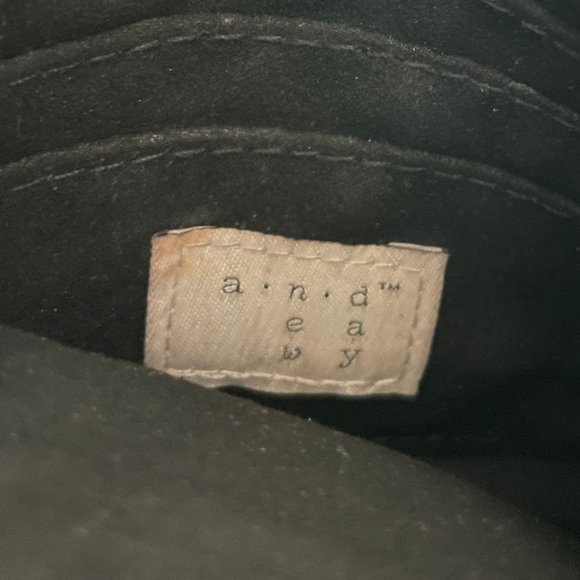 a · n · d™
e a
w y